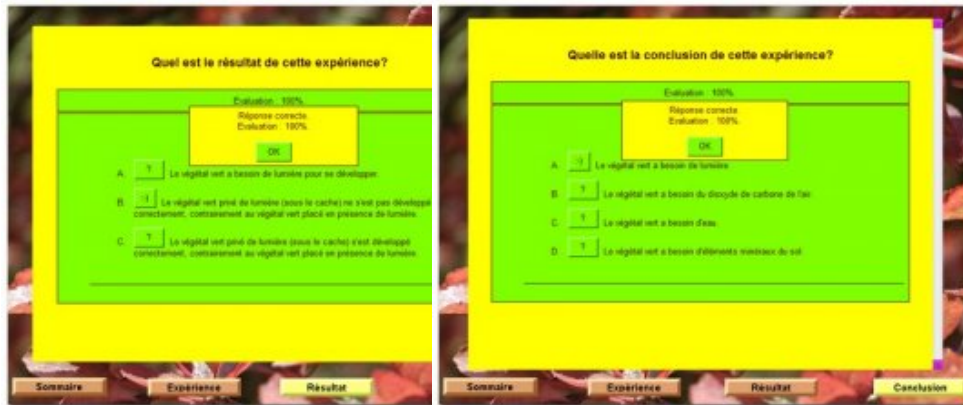 Quel est le résultat de cette expérience?
Evaluation : 100%.
Réponse correcte.
Evaluation : 100%.
OK
A. ? Le végétal vert a besoin de lumière pour se développer.
B. :-) Le végétal vert privé de lumière (sous le cache) ne s'est pas développé
correctement, contrairement au végétal vert placé en présence de lumière.
C. ? Le végétal vert privé de lumière (sous le cache) s'est développé
correctement, contrairement au végétal vert placé en présence de lumière.
Sommaire
Expérience
Résultat
Quelle est la conclusion de cette expérience?
Evaluation : 100%.
Réponse correcte.
Evaluation : 100%.
OK
A. :-) Le végétal vert a besoin de lumière.
B. ? Le végétal vert a besoin du dioxyde de carbone de l'air.
C. ? Le végétal vert a besoin d'eau.
D. ? Le végétal vert a besoin d'éléments minéraux du sol.
Sommaire
Expérience
Résultat
Conclusion